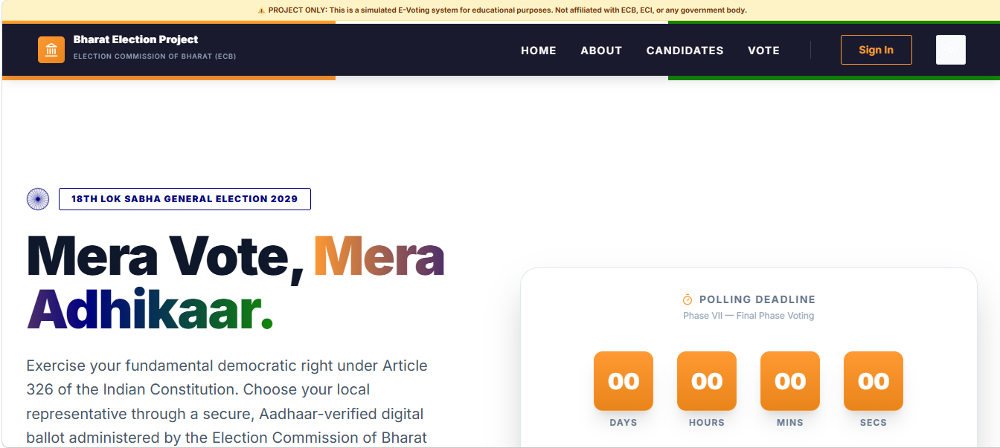 ⚠️ PROJECT ONLY: This is a simulated E-Voting system for educational purposes. Not affiliated with ECB, ECI, or any government body.
Bharat Election Project
ELECTION COMMISSION OF BHARAT (ECB)
HOME
ABOUT
CANDIDATES
VOTE
Sign In
18TH LOK SABHA GENERAL ELECTION 2029
Mera Vote, Mera
Adhikaar.
Exercise your fundamental democratic right under Article
326 of the Indian Constitution. Choose your local
representative through a secure, Aadhaar-verified digital
ballot administered by the Election Commission of Bharat
POLLING DEADLINE
Phase VII — Final Phase Voting
00 00 00 00
DAYS HOURS MINS SECS